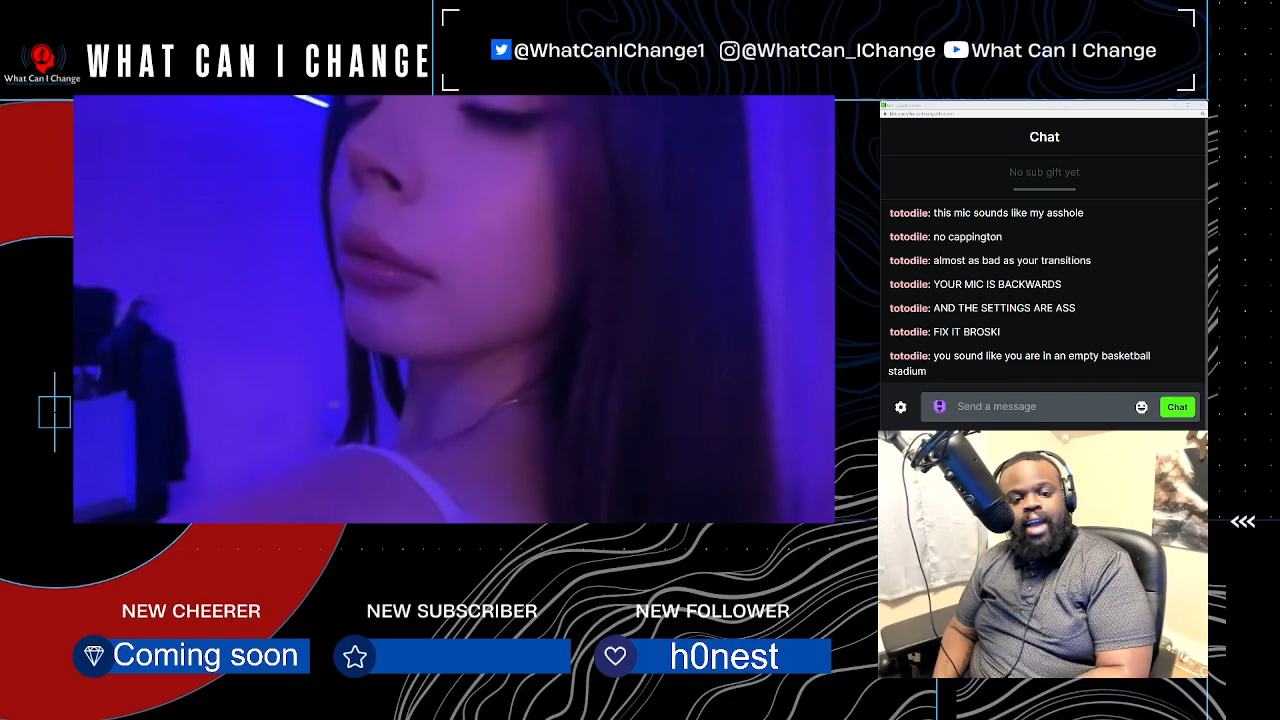 What Can I Change
WHAT CAN I CHANGE
@WhatCanIChange1
@WhatCan_IChange
What Can I Change
Chat
No sub gift yet
totodile: this mic sounds like my asshole
totodile: no cappington
totodile: almost as bad as your transitions
totodile: YOUR MIC IS BACKWARDS
totodile: AND THE SETTINGS ARE ASS
totodile: FIX IT BROSKI
totodile: you sound like you are in an empty basketball
stadium
Send a message
Chat
NEW CHEERER
NEW SUBSCRIBER
NEW FOLLOWER
Coming soon
h0nest